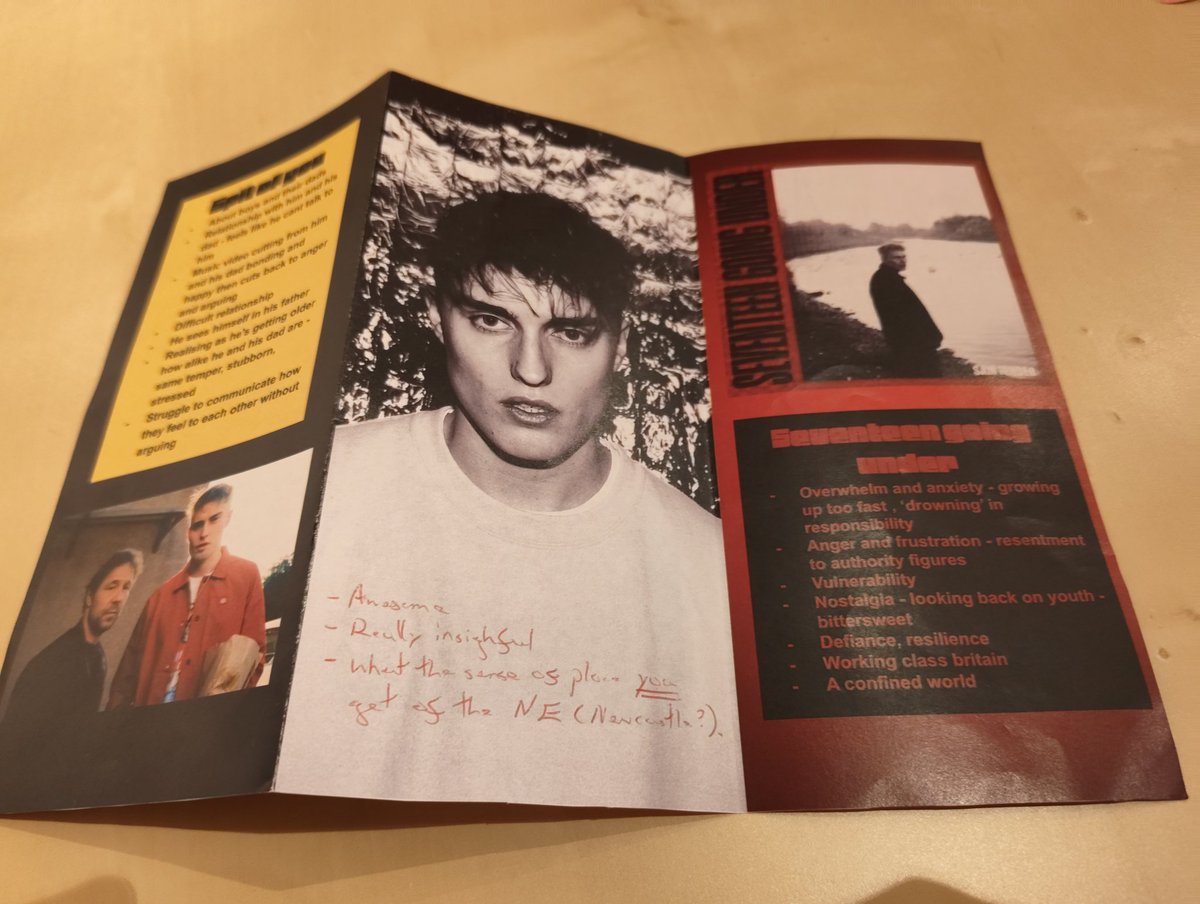 Spit of you
- About boys and their dads
- Relationship with him and his
dad - feels like he cant talk to
him
- Music video cutting from him
and his dad bonding and
happy then cuts back to anger
and arguing
- Difficult relationship
- He sees himself in his father
- Realising as he's getting older
how alike he and his dad are -
same temper, stubborn,
stressed
- Struggle to communicate how
they feel to each other without
arguing
- Awesome
- Really insighful
- What the sense of place you
get of the NE (Newcastle?).
SEVENTEEN GOING UNDER
SAM FENDER
Seventeen going
under
- Overwhelm and anxiety - growing
up too fast , 'drowning' in
responsibility
- Anger and frustration - resentment
to authority figures
- Vulnerability
- Nostalgia - looking back on youth -
bittersweet
- Defiance, resilience
- Working class britain
- A confined world